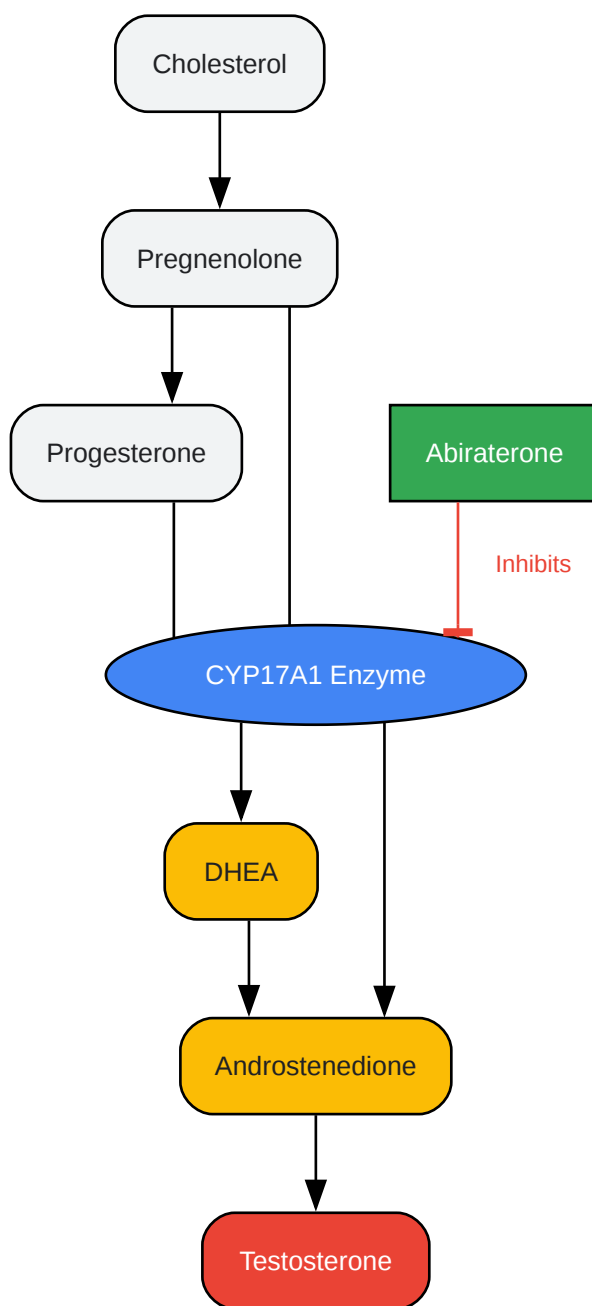 Cholesterol
Pregnenolone
Progesterone
Abiraterone
Inhibits
CYP17A1 Enzyme
DHEA
Androstenedione
Testosterone